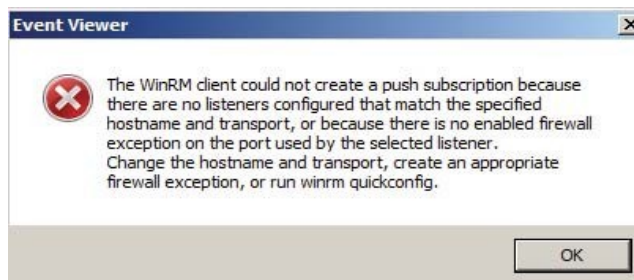 Event Viewer
The WinRM client could not create a push subscription because
there are no listeners configured that match the specified
hostname and transport, or because there is no enabled firewall
exception on the port used by the selected listener.
Change the hostname and transport, create an appropriate
firewall exception, or run winrm quickconfig.
OK